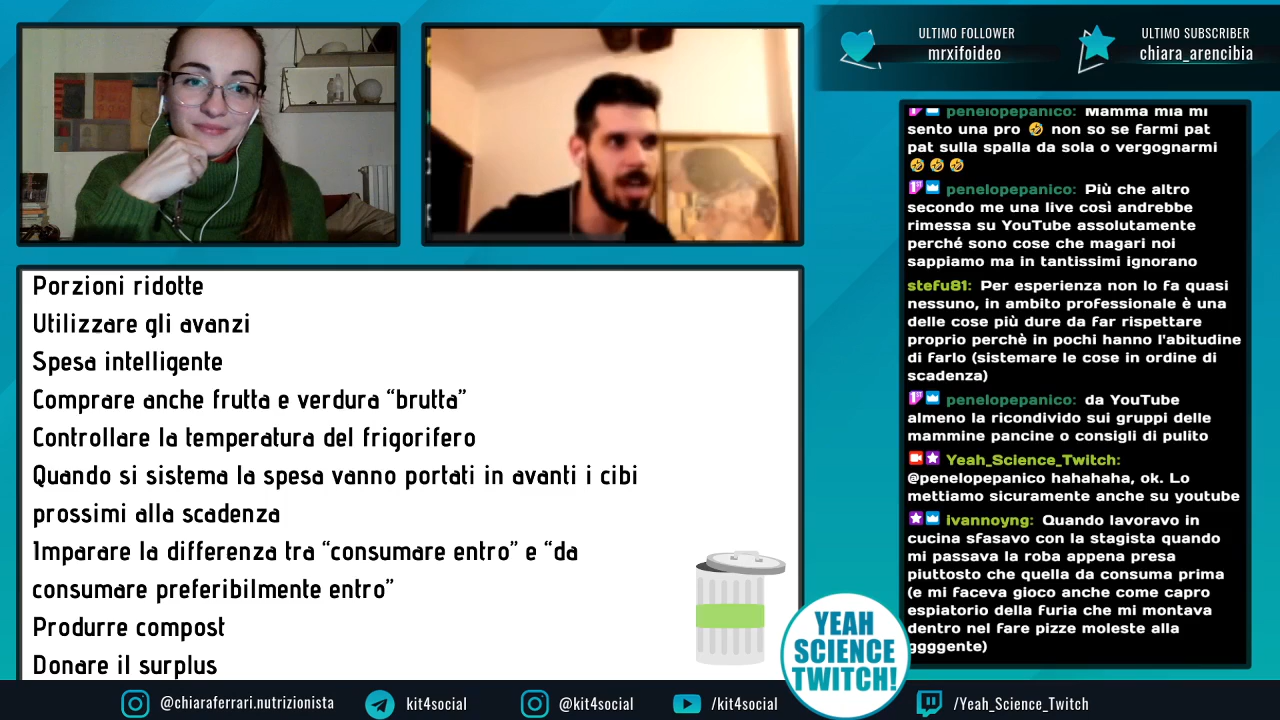 ULTIMO FOLLOWER
mrxifoideo
ULTIMO SUBSCRIBER
chiara_arencibia
Porzioni ridotte
Utilizzare gli avanzi
Spesa intelligente
Comprare anche frutta e verdura “brutta”
Controllare la temperatura del frigorifero
Quando si sistema la spesa vanno portati in avanti i cibi
prossimi alla scadenza
Imparare la differenza tra “consumare entro” e “da
consumare preferibilmente entro”
Produrre compost
Donare il surplus
penelopepanico: Mamma mia mi
sento una pro 🤣 non so se farmi pat
pat sulla spalla da sola o vergognarmi
🤣 🤣 🤣
penelopepanico: Più che altro
secondo me una live così andrebbe
rimessa su YouTube assolutamente
perché sono cose che magari noi
sappiamo ma in tantissimi ignorano
stefu81: Per esperienza non lo fa quasi
nessuno, in ambito professionale è una
delle cose più dure da far rispettare
proprio perchè in pochi hanno l'abitudine
di farlo (sistemare le cose in ordine di
scadenza)
penelopepanico: da YouTube
almeno la ricondivido sui gruppi delle
mammine pancine o consigli di pulito
Yeah_Science_Twitch:
@penelopepanico hahahaha, ok. Lo
mettiamo sicuramente anche su youtube
ivannoyng: Quando lavoravo in
cucina sfasavo con la stagista quando
mi passava la roba appena presa
piuttosto che quella da consuma prima
(e mi faceva gioco anche come capro
espiatorio della furia che mi montava
dentro nel fare pizze moleste alla
ggggente)
YEAH
SCIENCE
TWITCH!
@chiaraferrari.nutrizionista
kit4social
@kit4social
/kit4social
/Yeah_Science_Twitch